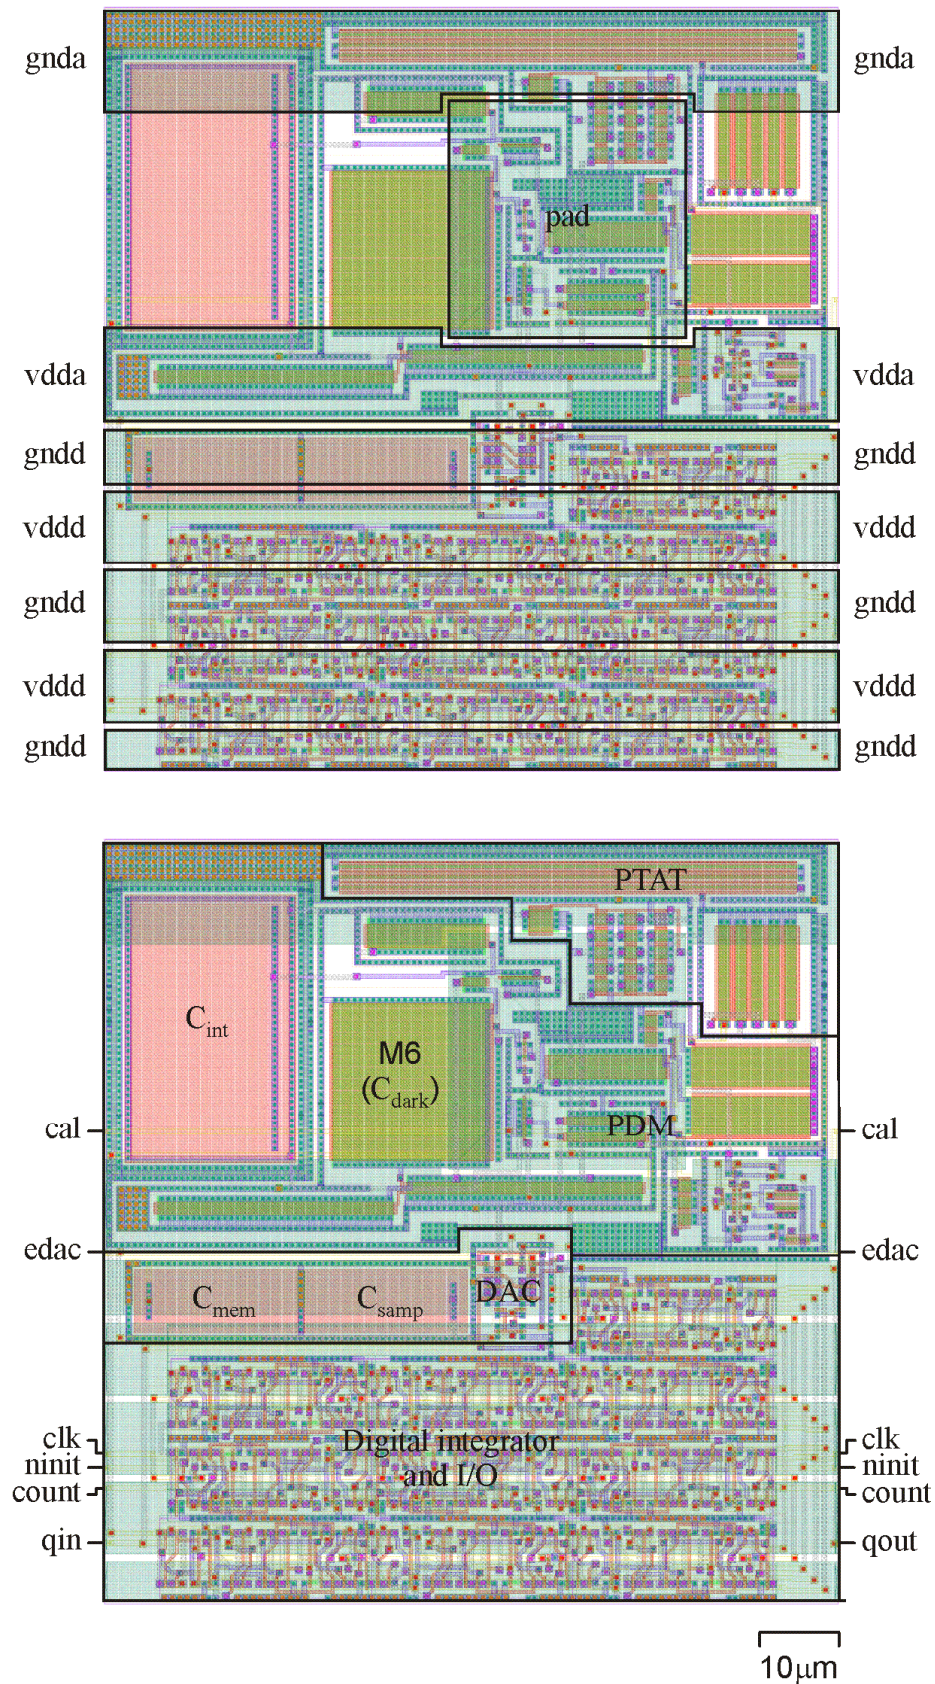 gnda gnda
pad
vdda vdda
gndd gndd
vddd vddd
gndd gndd
vddd vddd
gndd gndd
PTAT
Cint
M6
(Cdark)
cal PDM cal
edac edac
Cmem Csamp DAC
clk Digital integrator clk
ninit and I/O ninit
count count
qin qout
10μm